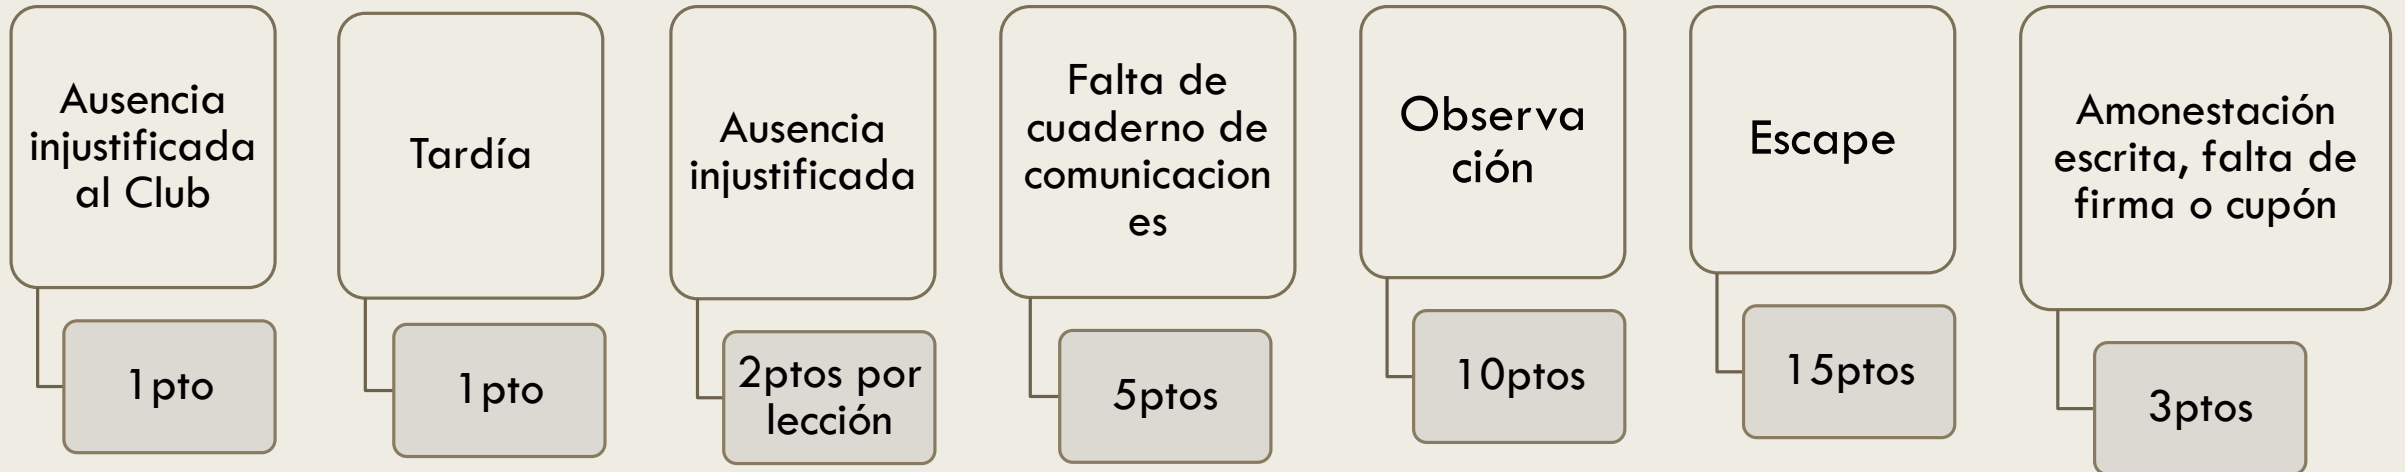 Ausencia
injustificada
al Club
1pto
Tardía
1pto
Ausencia
injustificada
2ptos por
lección
Falta de
cuaderno de
comunicacion
es
5ptos
Observa
ción
10ptos
Escape
15ptos
Amonestación
escrita, falta de
firma o cupón
3ptos